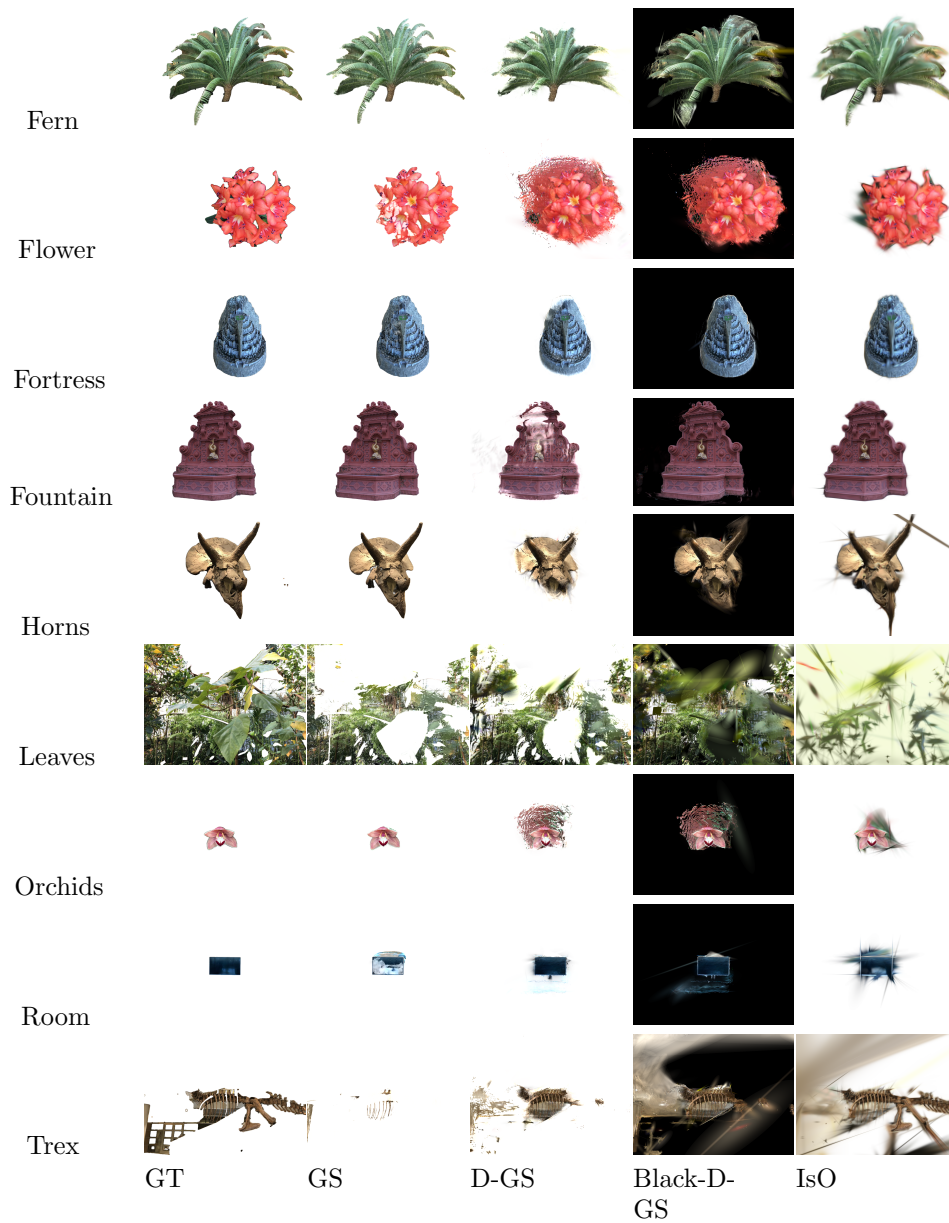 Fern
Flower
Fortress
Fountain
Horns
Leaves
Orchids
Room
Trex
GT GS D-GS Black-D- IsO
GS